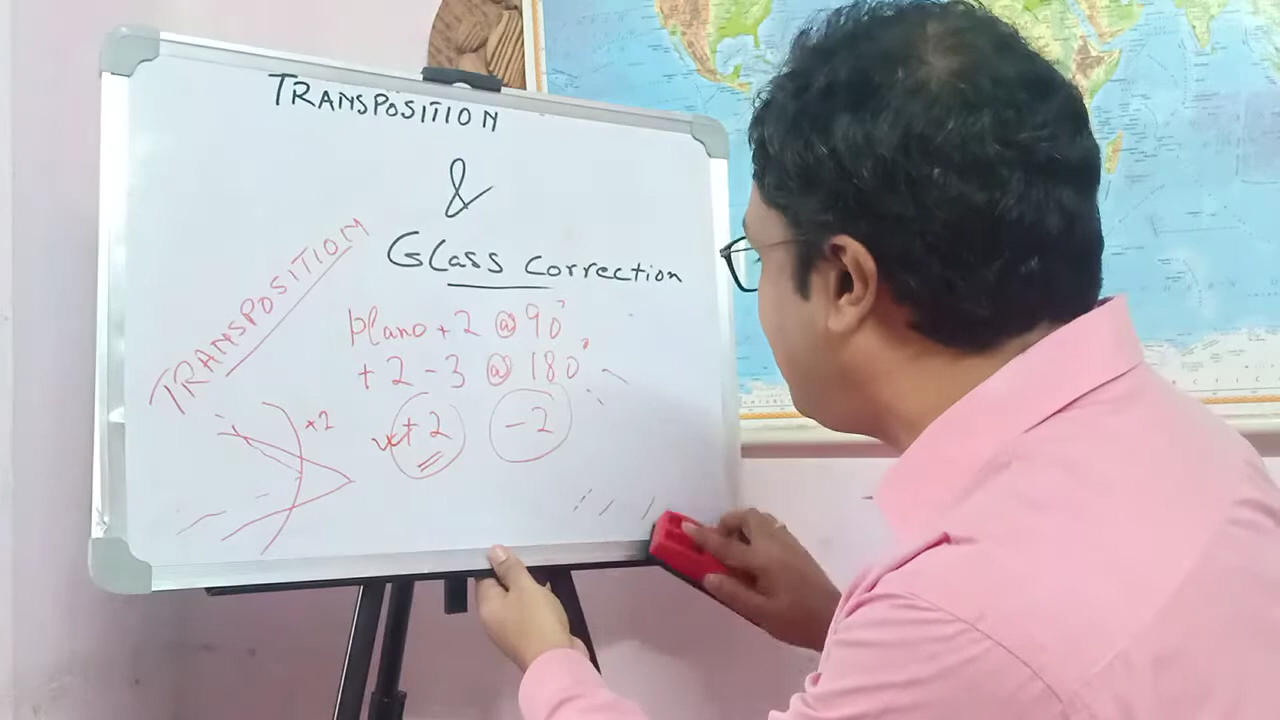 TRANSPOSITION
&
Glass correction
TRANSPOSITION
plano + 2 @ 90°
+ 2 - 3 @ 180°
+2
+ 2
- 2